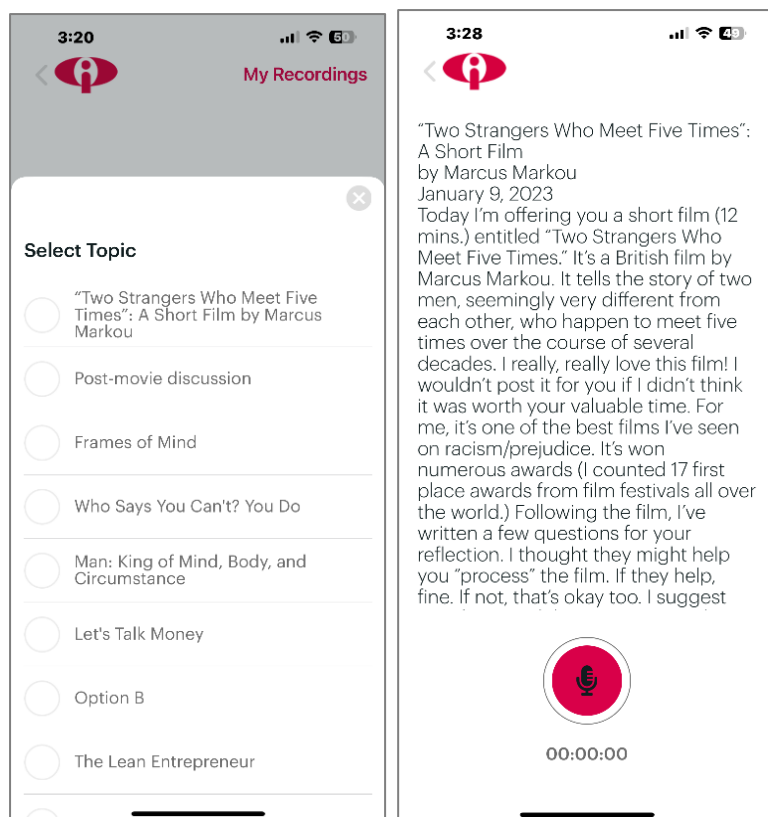 3:20
50
My Recordings
Select Topic
“Two Strangers Who Meet Five
Times”: A Short Film by Marcus
Markou
Post-movie discussion
Frames of Mind
Who Says You Can't? You Do
Man: King of Mind, Body, and
Circumstance
Let's Talk Money
Option B
The Lean Entrepreneur
3:28
49
“Two Strangers Who Meet Five Times”:
A Short Film
by Marcus Markou
January 9, 2023
Today I’m offering you a short film (12
mins.) entitled “Two Strangers Who
Meet Five Times.” It’s a British film by
Marcus Markou. It tells the story of two
men, seemingly very different from
each other, who happen to meet five
times over the course of several
decades. I really, really love this film! I
wouldn’t post it for you if I didn’t think
it was worth your valuable time. For
me, it’s one of the best films I’ve seen
on racism/prejudice. It’s won
numerous awards (I counted 17 first
place awards from film festivals all over
the world.) Following the film, I’ve
written a few questions for your
reflection. I thought they might help
you “process” the film. If they help,
fine. If not, that’s okay too. I suggest
00:00:00